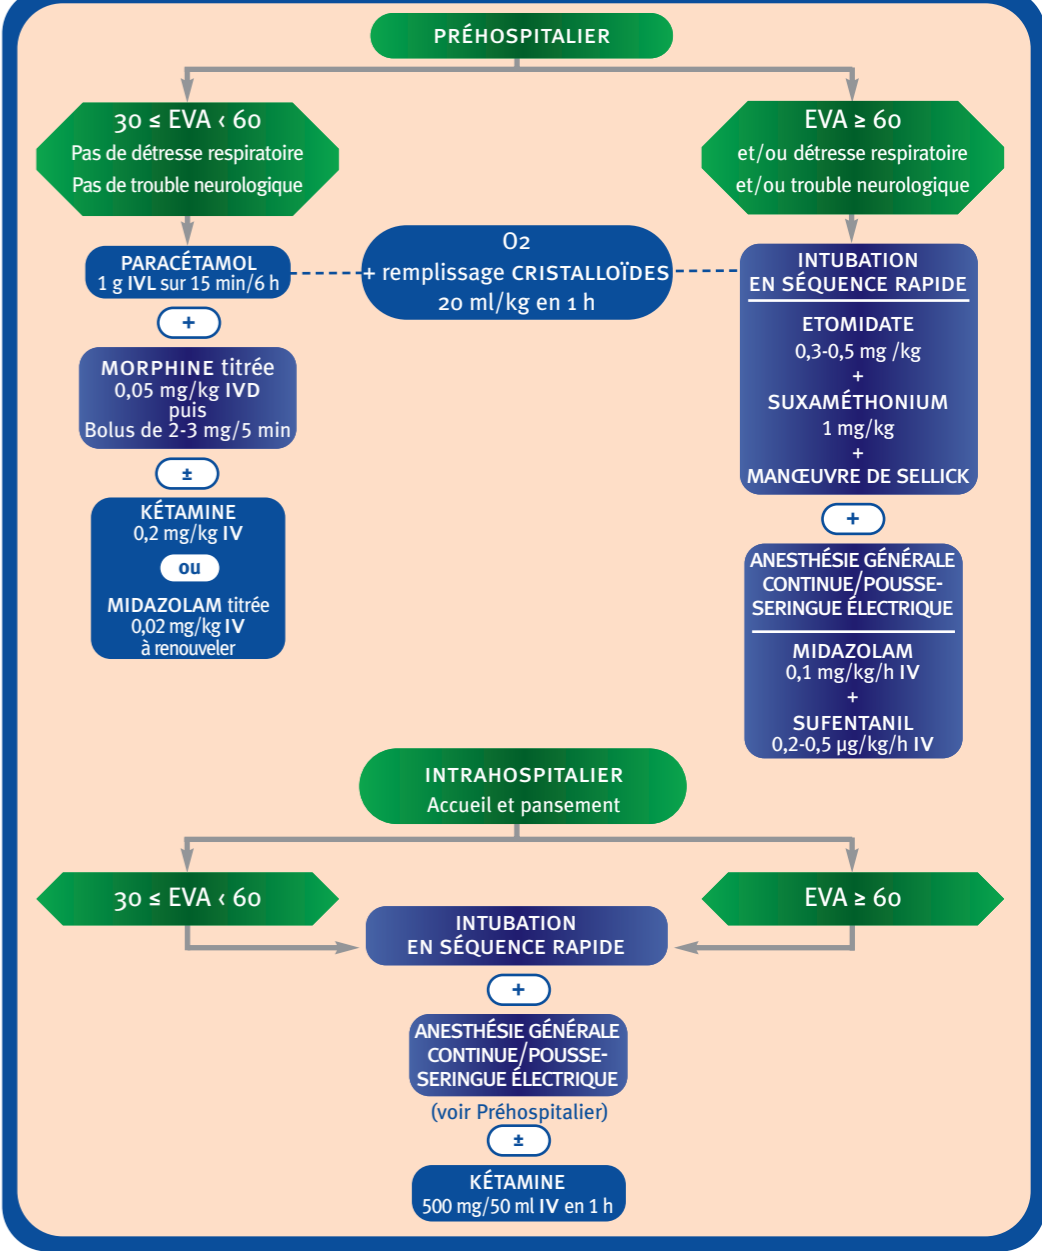 PRÉHOSPITALIER
30 ≤ EVA < 60
Pas de détresse respiratoire
Pas de trouble neurologique
EVA ≥ 60
et/ou détresse respiratoire
et/ou trouble neurologique
O2
+ remplissage CRISTALLOÏDES
20 ml/kg en 1 h
PARACÉTAMOL
1 g IVL sur 15 min/6 h
+
MORPHINE titrée
0,05 mg/kg IVD
puis
Bolus de 2-3 mg/5 min
±
KÉTAMINE
0,2 mg/kg IV
ou
MIDAZOLAM titrée
0,02 mg/kg IV
à renouveler
INTUBATION
EN SÉQUENCE RAPIDE
ETOMIDATE
0,3-0,5 mg /kg
+
SUXAMÉTHONIUM
1 mg/kg
+
MANŒUVRE DE SELLICK
+
ANESTHÉSIE GÉNÉRALE
CONTINUE/POUSSE-
SERINGUE ÉLECTRIQUE
MIDAZOLAM
0,1 mg/kg/h IV
+
SUFENTANIL
0,2-0,5 µg/kg/h IV
INTRAHOSPITALIER
Accueil et pansement
30 ≤ EVA < 60
EVA ≥ 60
INTUBATION
EN SÉQUENCE RAPIDE
+
ANESTHÉSIE GÉNÉRALE
CONTINUE/POUSSE-
SERINGUE ÉLECTRIQUE
(voir Préhospitalier)
±
KÉTAMINE
500 mg/50 ml IV en 1 h